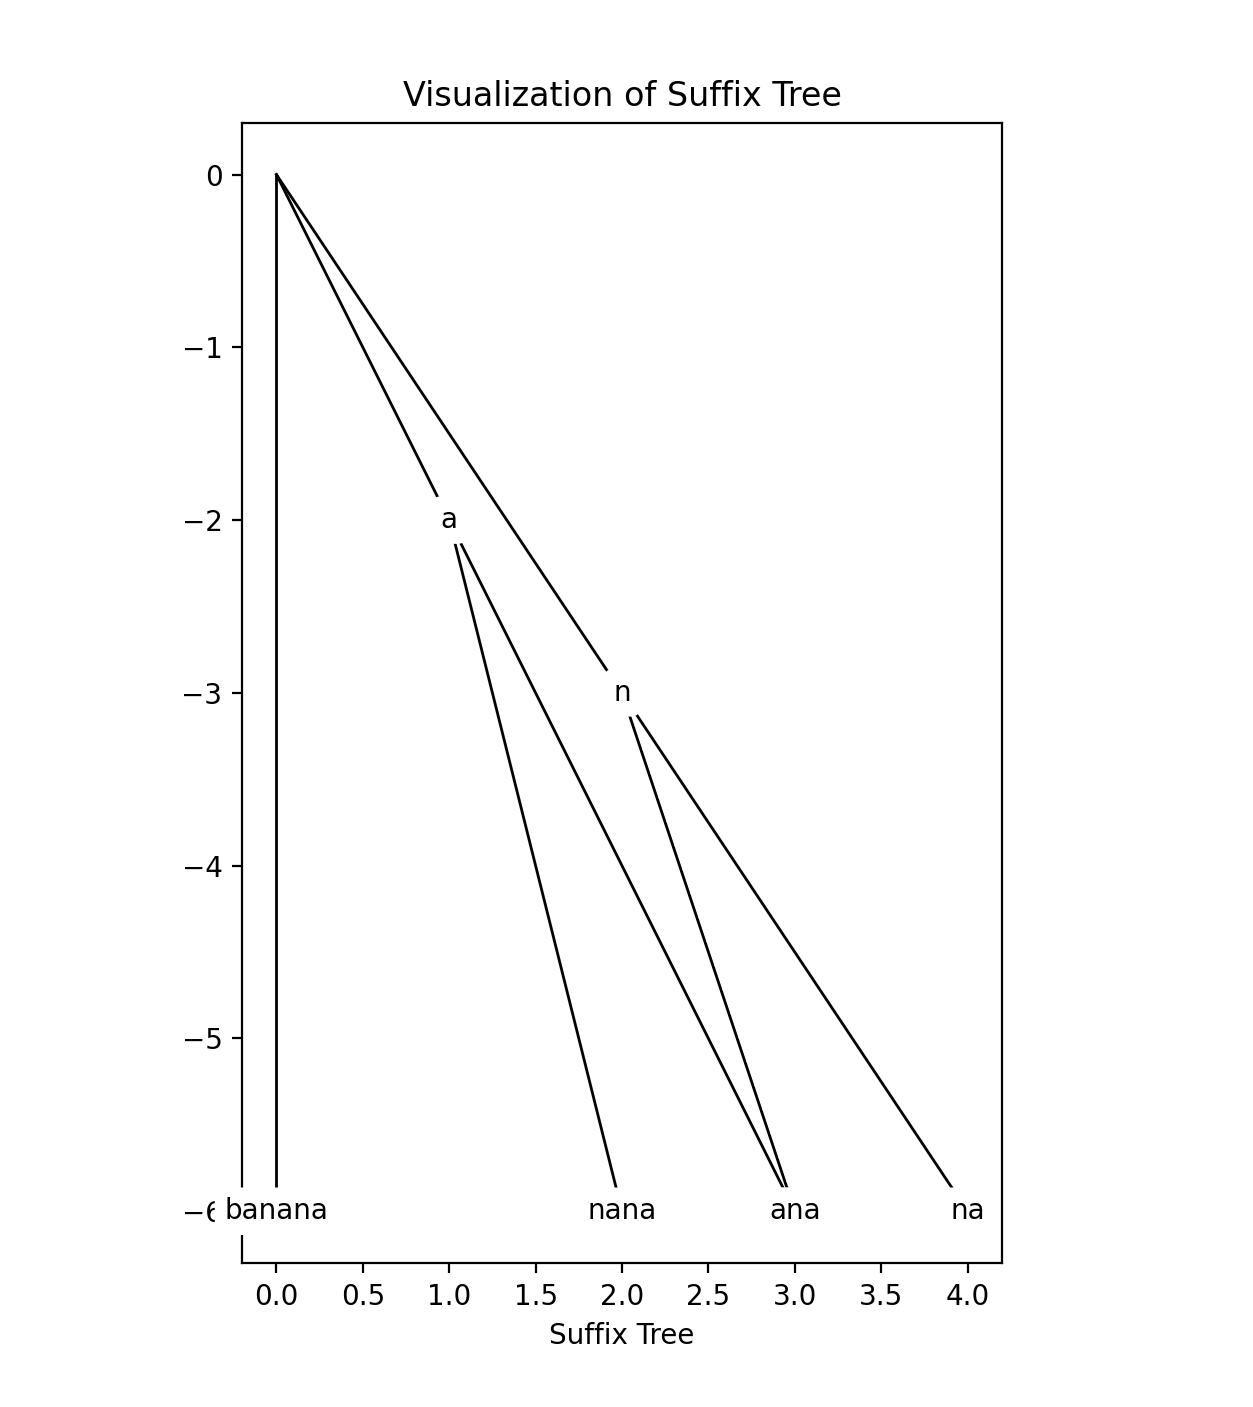 Visualization of Suffix Tree
0
−1
−2
a
−3
n
−4
−5
banana nana ana na
0.0 0.5 1.0 1.5 2.0 2.5 3.0 3.5 4.0
Suffix Tree